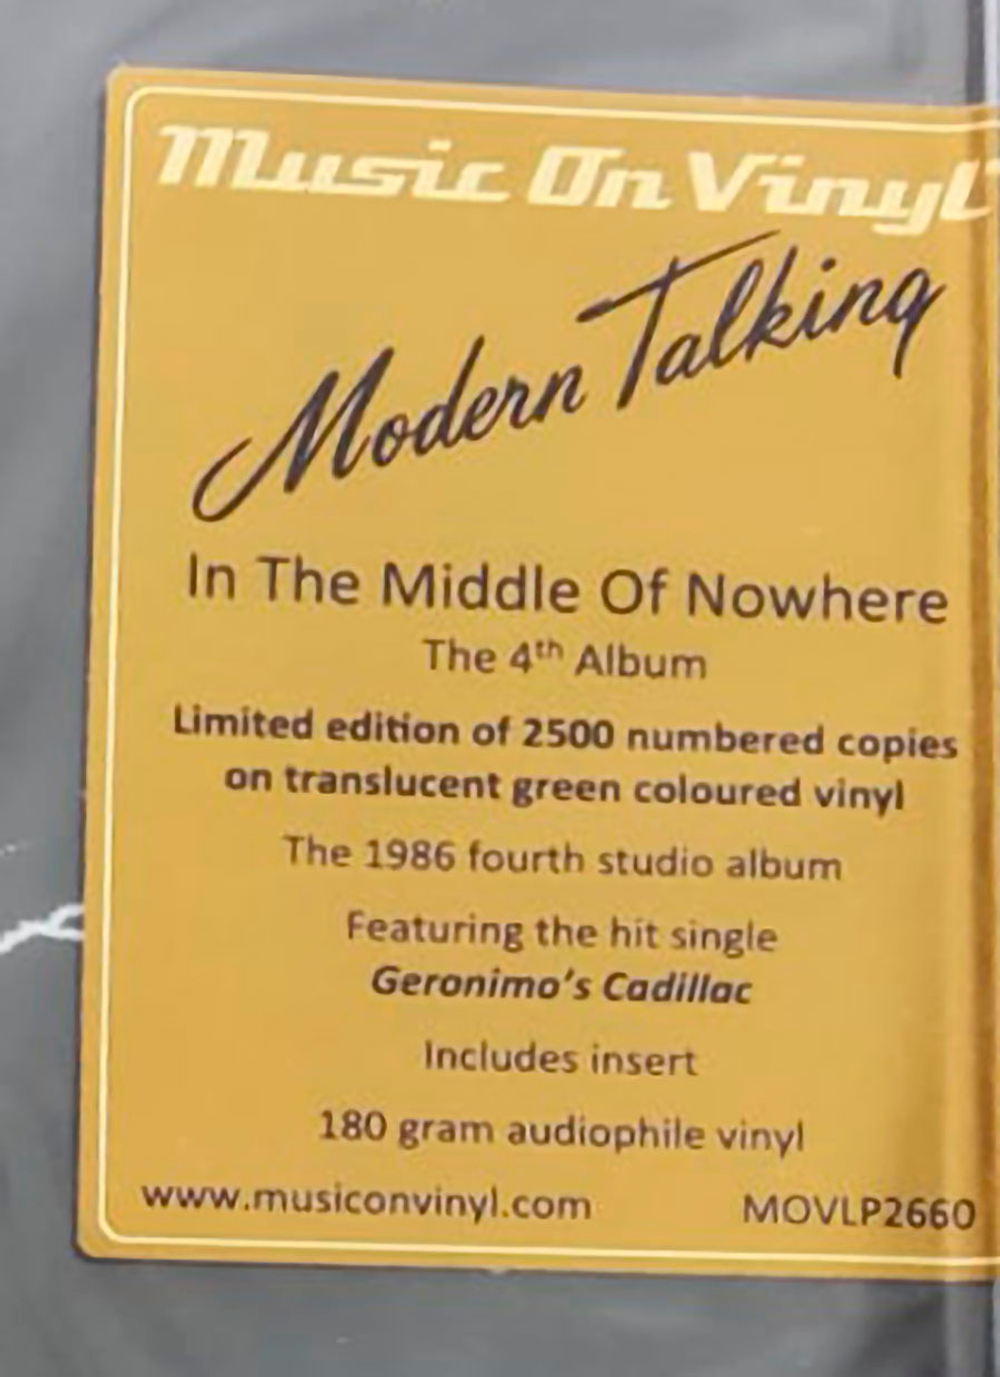 Music On Vinyl
Modern Talking
In The Middle Of Nowhere
The 4th Album
Limited edition of 2500 numbered copies
on translucent green coloured vinyl
The 1986 fourth studio album
Featuring the hit single
Geronimo's Cadillac
Includes insert
180 gram audiophile vinyl
www.musiconvinyl.com MOVLP2660